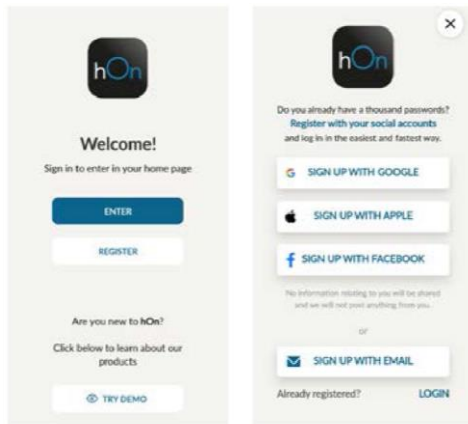 hOn
Welcome!
Sign in to enter in your home page
ENTER
REGISTER
Are you new to hOn?
Click below to learn about our
products
TRY DEMO
hOn
Do you already have a thousand passwords?
Register with your social accounts
and log in in the easiest and fastest way.
SIGN UP WITH GOOGLE
SIGN UP WITH APPLE
SIGN UP WITH FACEBOOK
No information relating to you will be shared
and we will not post anything from you.
or
SIGN UP WITH EMAIL
Already registered? LOGIN